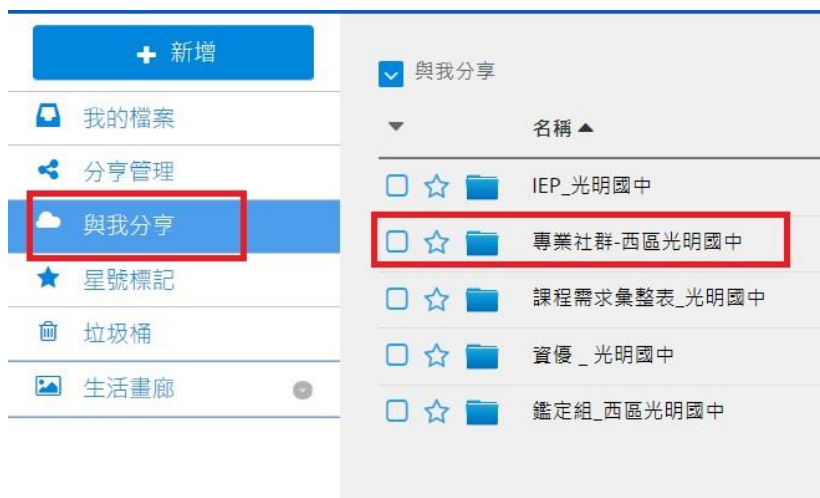 新增
我的檔案
分享管理
與我分享
星號標記
垃圾桶
生活畫廊
與我分享
名稱
IEP_光明國中
專業社群-西區光明國中
課程需求彙整表_光明國中
資優_光明國中
鑑定組_西區光明國中